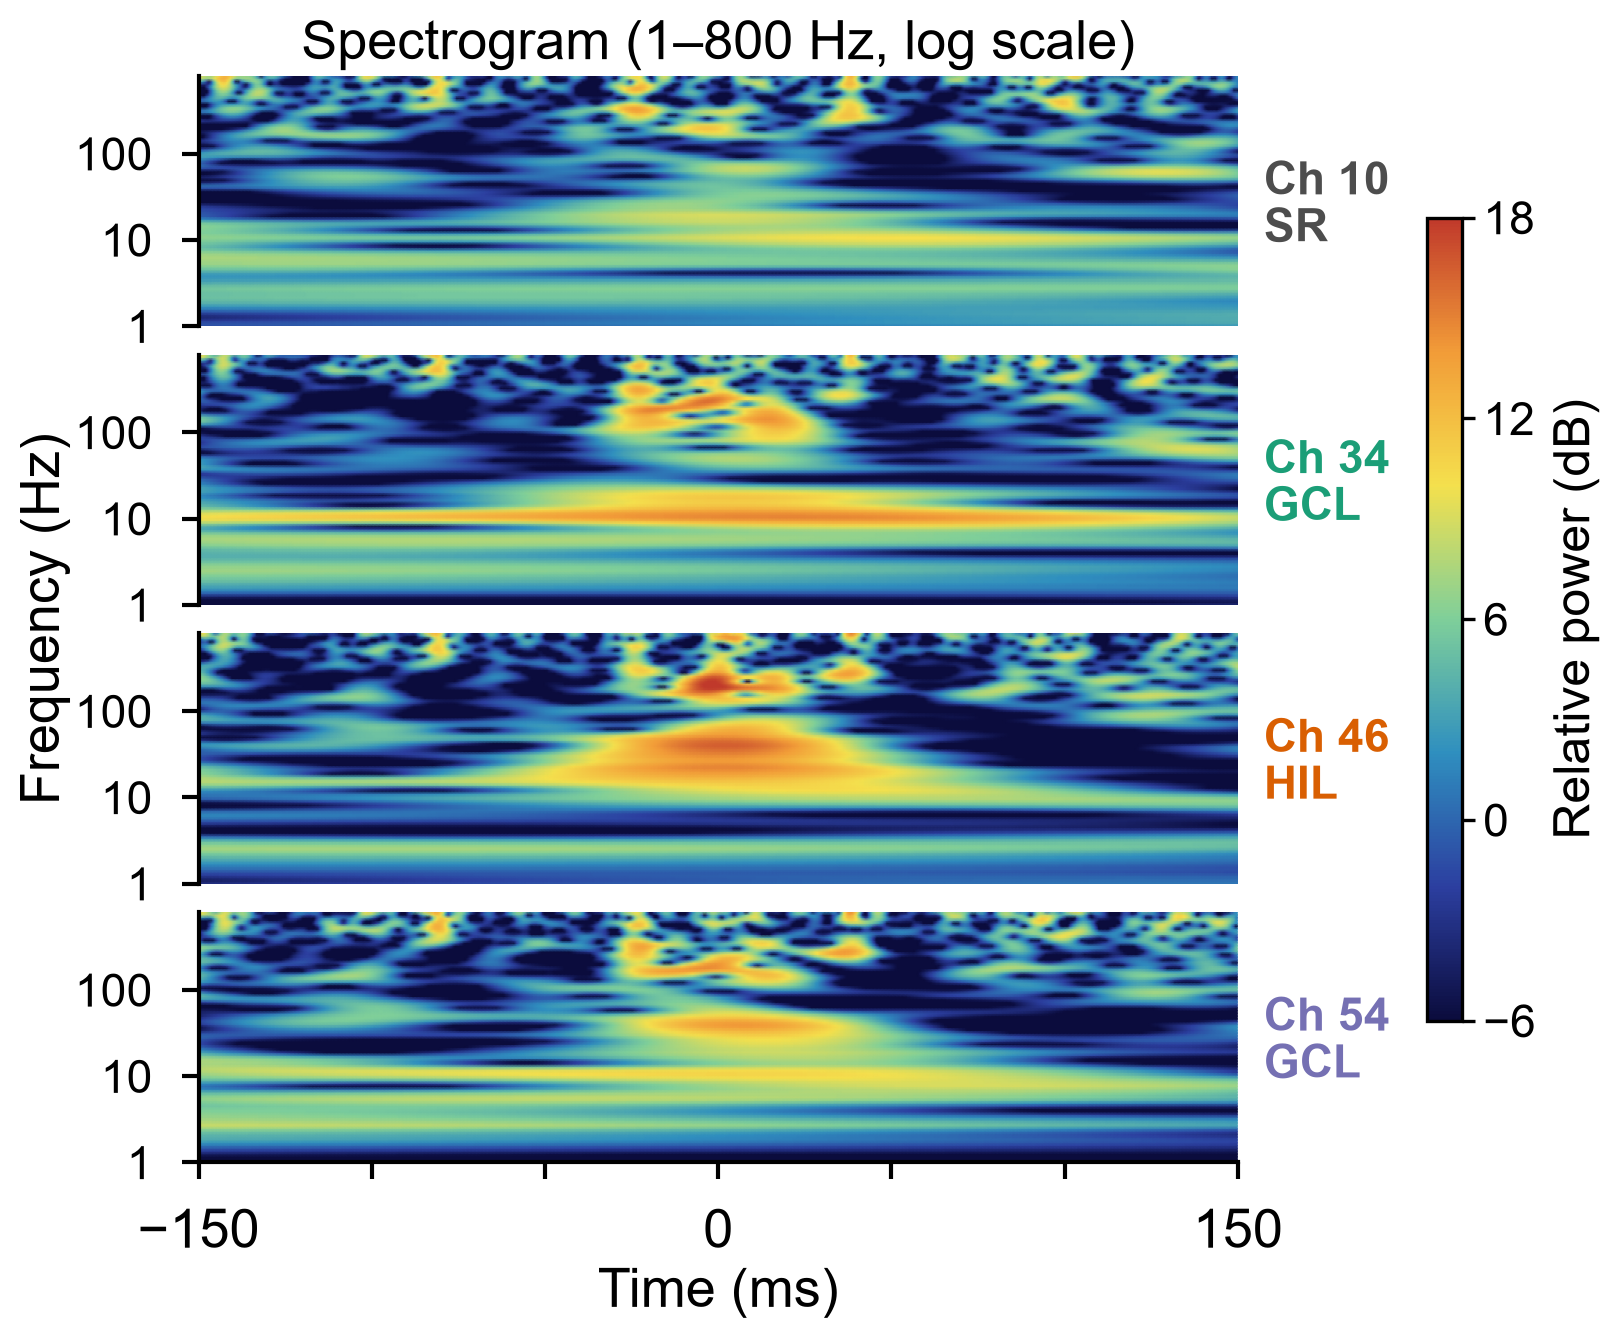 Spectrogram (1–800 Hz, log scale)
Frequency (Hz)
100
10
1
Ch 10
SR
100
10
1
Ch 34
GCL
100
10
1
Ch 46
HIL
100
10
1
Ch 54
GCL
−150
0
150
Time (ms)
18
12
6
0
−6
Relative power (dB)